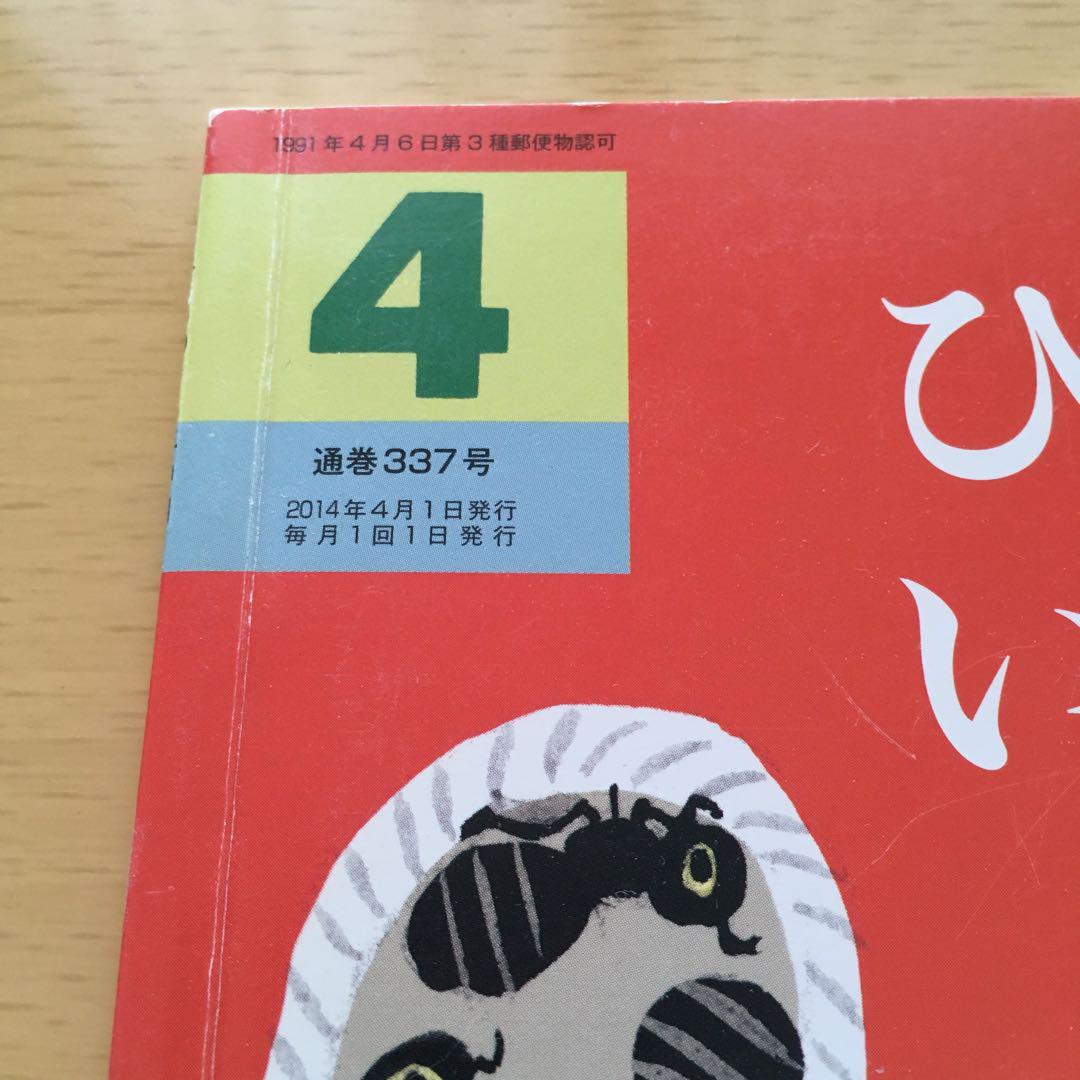 1991年4月6日第3種郵便物認可
4
通巻337号
2014年4月1日発行
毎月1回1日発行
ひ
い